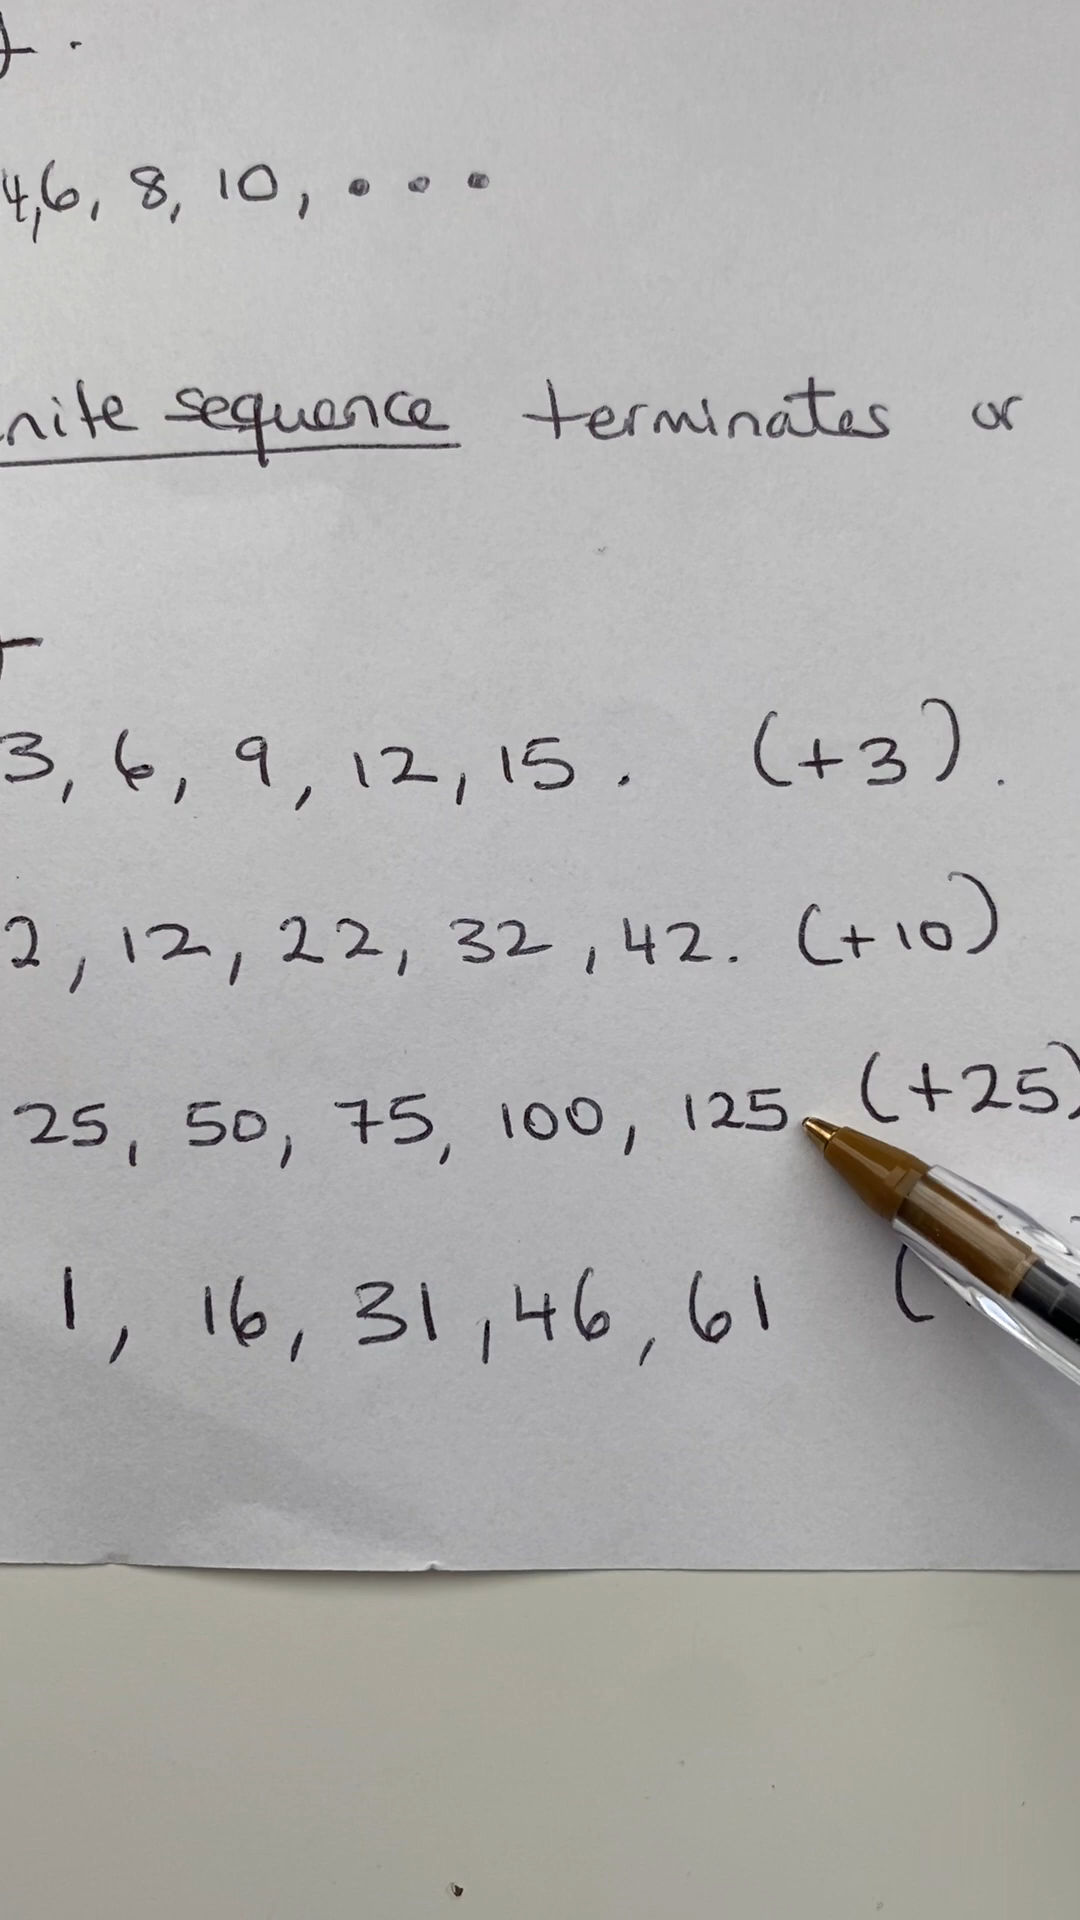 4,6, 8, 10, . . .
nite sequence terminates or
3, 6, 9, 12, 15. (+3).
2, 12, 22, 32, 42. (+10)
25, 50, 75, 100, 125. (+25)
1, 16, 31, 46, 61 (